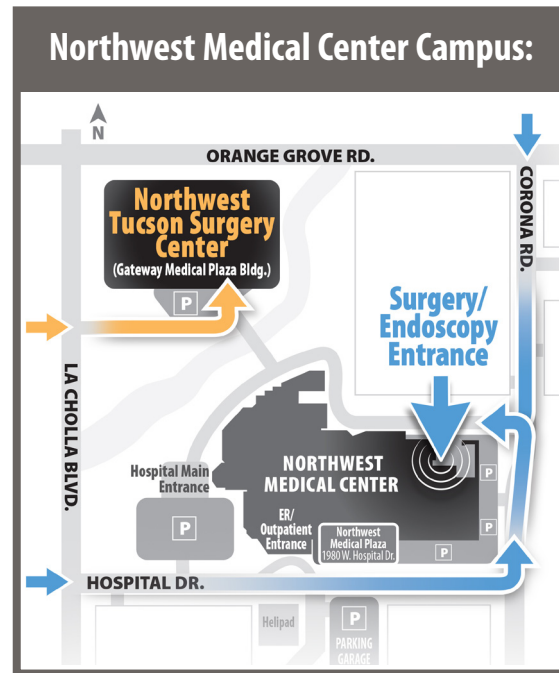 Northwest Medical Center Campus:
N
ORANGE GROVE RD.
CORONA RD.
Northwest
Tucson Surgery
Center
(Gateway Medical Plaza Bldg.)
P
Surgery/
Endoscopy
Entrance
LA CHOLLA BLVD.
NORTHWEST
MEDICAL CENTER
Hospital Main
Entrance
P
P
ER/
Outpatient
Entrance
Northwest
Medical Plaza
1980 W. Hospital Dr.
P
P
HOSPITAL DR.
Helipad
P
PARKING
GARAGE